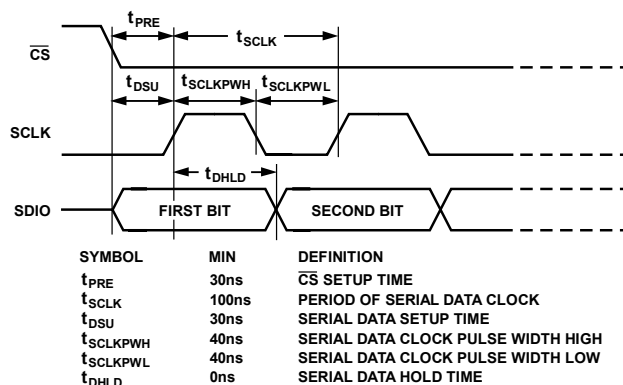 tPRE
tSCLK
CS
tDSU
tSCLKPWH
tSCLKPWL
SCLK
tDHLD
SDIO
FIRST BIT
SECOND BIT
SYMBOL MIN DEFINITION
tPRE 30ns CS SETUP TIME
tSCLK 100ns PERIOD OF SERIAL DATA CLOCK
tDSU 30ns SERIAL DATA SETUP TIME
tSCLKPWH 40ns SERIAL DATA CLOCK PULSE WIDTH HIGH
tSCLKPWL 40ns SERIAL DATA CLOCK PULSE WIDTH LOW
tDHLD 0ns SERIAL DATA HOLD TIME